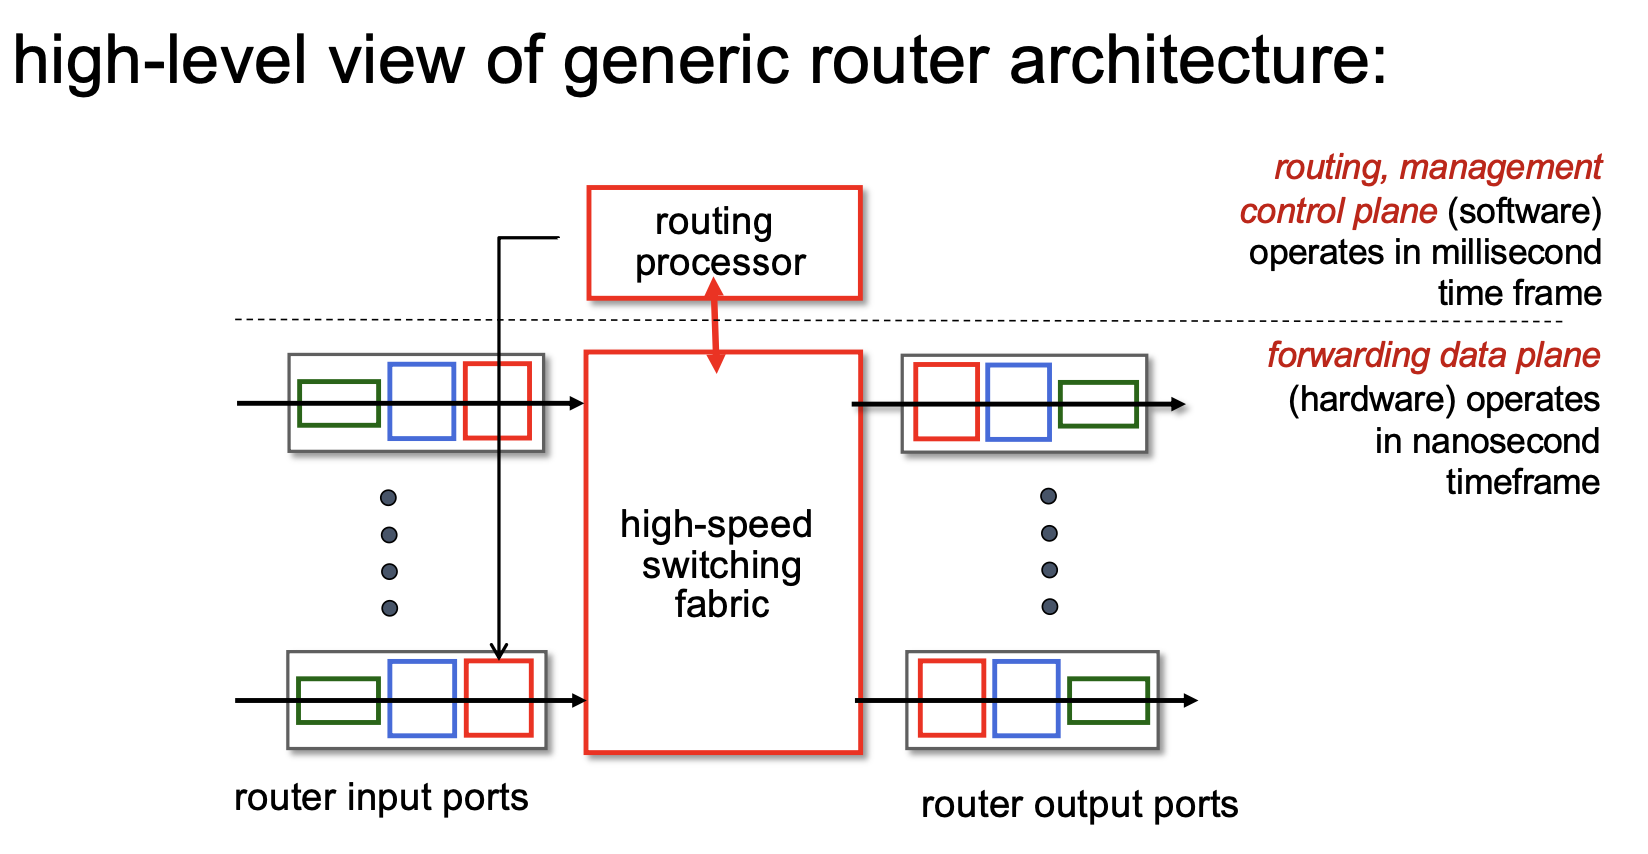 high-level view of generic router architecture:
routing, management
control plane (software)
operates in millisecond
time frame
routing
processor
forwarding data plane
(hardware) operates
in nanosecond
timeframe
high-speed
switching
fabric
router input ports
router output ports